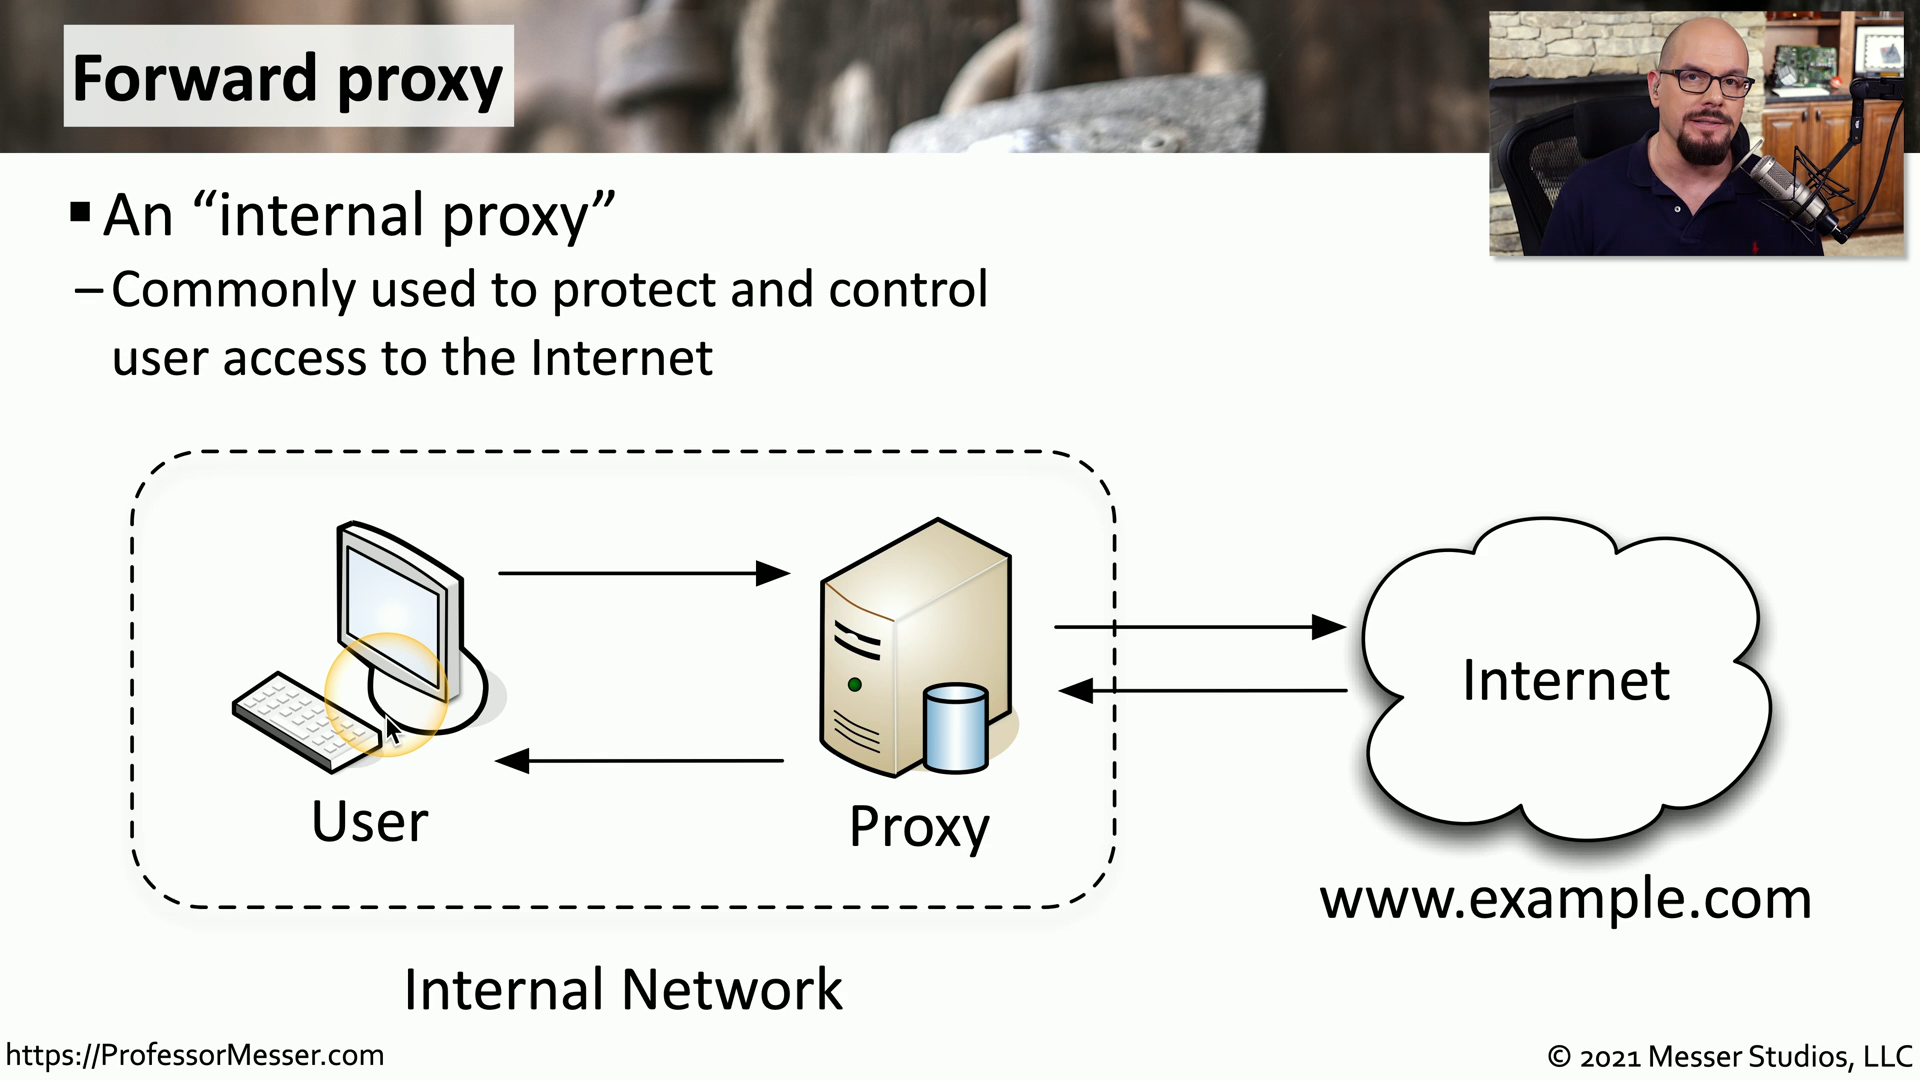 Forward proxy
▪ An “internal proxy”
– Commonly used to protect and control
user access to the Internet
User
Proxy
Internet
www.example.com
Internal Network
https://ProfessorMesser.com
© 2021 Messer Studios, LLC